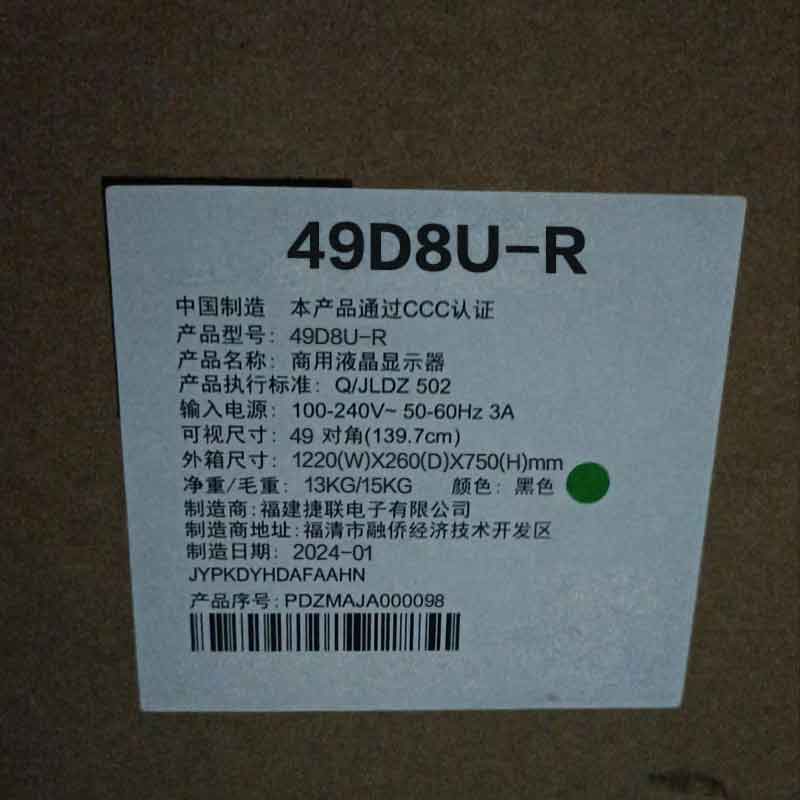 49D8U-R
中国制造 本产品通过CCC认证
产品型号: 49D8U-R
产品名称: 商用液晶显示器
产品执行标准: Q/JLDZ 502
输入电源: 100-240V~ 50-60Hz 3A
可视尺寸: 49 对角(139.7cm)
外箱尺寸: 1220(W)X260(D)X750(H)mm
净重/毛重: 13KG/15KG 颜色: 黑色
制造商: 福建捷联电子有限公司
制造商地址: 福清市融侨经济技术开发区
制造日期: 2024-01
JYPKDYHDAFAAHN
产品序号: PDZMAJA000098